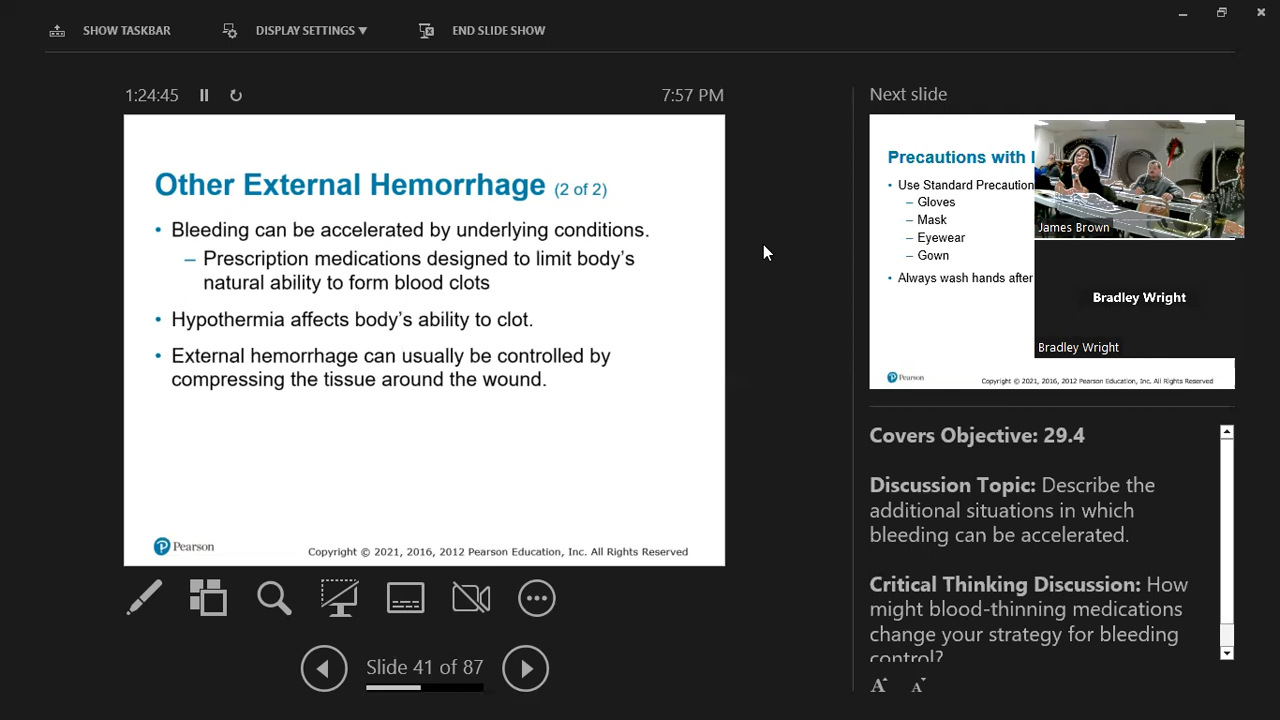 SHOW TASKBAR
DISPLAY SETTINGS ▼
END SLIDE SHOW
1:24:45
7:57 PM
Other External Hemorrhage (2 of 2)
• Bleeding can be accelerated by underlying conditions.
– Prescription medications designed to limit body’s
natural ability to form blood clots
• Hypothermia affects body’s ability to clot.
• External hemorrhage can usually be controlled by
compressing the tissue around the wound.
Pearson
Copyright © 2021, 2016, 2012 Pearson Education, Inc. All Rights Reserved
Slide 41 of 87
Next slide
Precautions with
• Use Standard Precaution
– Gloves
– Mask
– Eyewear
– Gown
• Always wash hands after
James Brown
Bradley Wright
Bradley Wright
Pearson
Copyright © 2021, 2016, 2012 Pearson Education, Inc. All Rights Reserved
Covers Objective: 29.4
Discussion Topic: Describe the
additional situations in which
bleeding can be accelerated.
Critical Thinking Discussion: How
might blood-thinning medications
change your strategy for bleeding
control?
A A